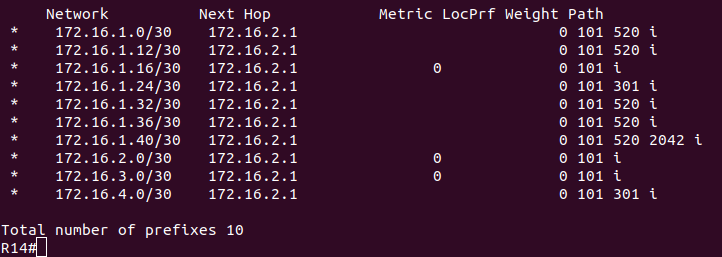 Network Next Hop Metric LocPrf Weight Path
* 172.16.1.0/30 172.16.2.1 0 101 520 i
* 172.16.1.12/30 172.16.2.1 0 101 520 i
* 172.16.1.16/30 172.16.2.1 0 0 101 i
* 172.16.1.24/30 172.16.2.1 0 101 301 i
* 172.16.1.32/30 172.16.2.1 0 101 520 i
* 172.16.1.36/30 172.16.2.1 0 101 520 i
* 172.16.1.40/30 172.16.2.1 0 101 520 2042 i
* 172.16.2.0/30 172.16.2.1 0 0 101 i
* 172.16.3.0/30 172.16.2.1 0 0 101 i
* 172.16.4.0/30 172.16.2.1 0 101 301 i
Total number of prefixes 10
R14#